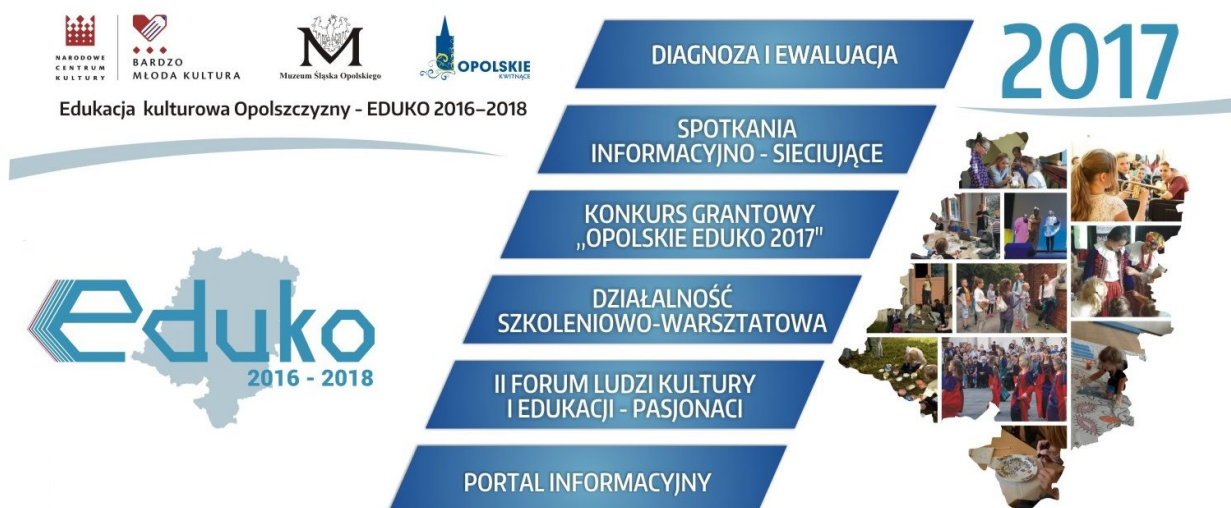 NARODOWE
CENTRUM
KULTURY
BARDZO
MŁODA KULTURA
Muzeum Śląska Opolskiego
OPOLSKIE
KWITNĄCE
Edukacja kulturowa Opolszczyzny - EDUKO 2016–2018
eduko
2016 - 2018
DIAGNOZA I EWALUACJA
SPOTKANIA
INFORMACYJNO - SIECIUJĄCE
KONKURS GRANTOWY
,,OPOLSKIE EDUKO 2017"
DZIAŁALNOŚĆ
SZKOLENIOWO-WARSZTATOWA
II FORUM LUDZI KULTURY
I EDUKACJI - PASJONACI
PORTAL INFORMACYJNY
2017